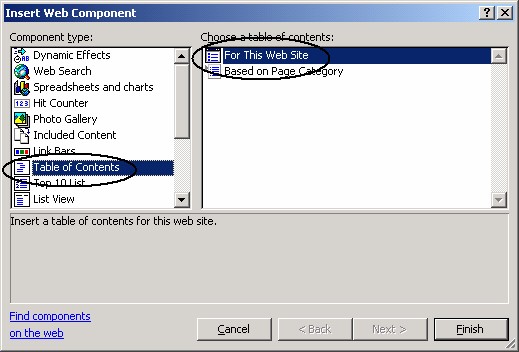 Insert Web Component
Component type:
Dynamic Effects
Web Search
Spreadsheets and charts
Hit Counter
Photo Gallery
Included Content
Link Bars
Table of Contents
Top 10 List
List View
Choose a table of contents:
For This Web Site
Based on Page Category
Insert a table of contents for this web site.
Find components
on the web
Cancel
< Back
Next >
Finish